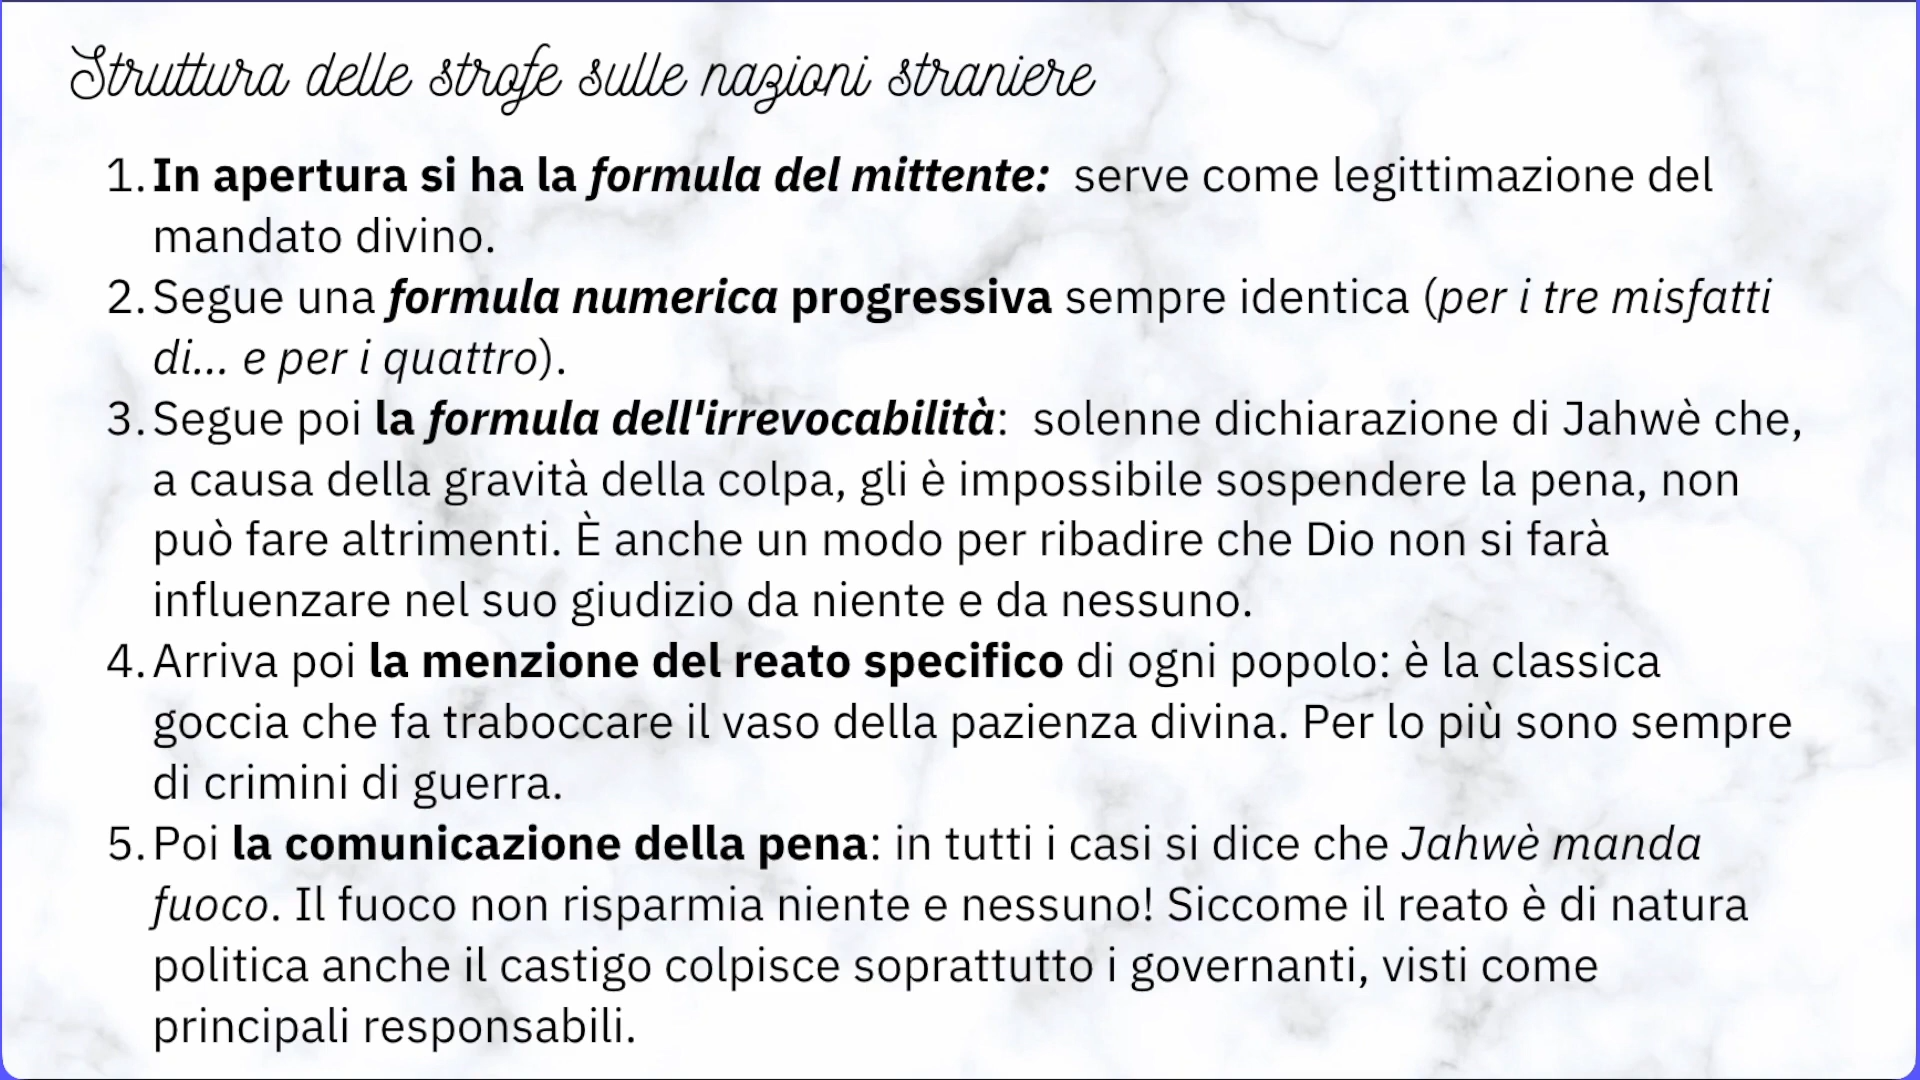 Struttura delle strofe sulle nazioni straniere
1. In apertura si ha la formula del mittente: serve come legittimazione del
mandato divino.
2. Segue una formula numerica progressiva sempre identica (per i tre misfatti
di... e per i quattro).
3. Segue poi la formula dell'irrevocabilità: solenne dichiarazione di Jahwè che,
a causa della gravità della colpa, gli è impossibile sospendere la pena, non
può fare altrimenti. È anche un modo per ribadire che Dio non si farà
influenzare nel suo giudizio da niente e da nessuno.
4. Arriva poi la menzione del reato specifico di ogni popolo: è la classica
goccia che fa traboccare il vaso della pazienza divina. Per lo più sono sempre
di crimini di guerra.
5. Poi la comunicazione della pena: in tutti i casi si dice che Jahwè manda
fuoco. Il fuoco non risparmia niente e nessuno! Siccome il reato è di natura
politica anche il castigo colpisce soprattutto i governanti, visti come
principali responsabili.